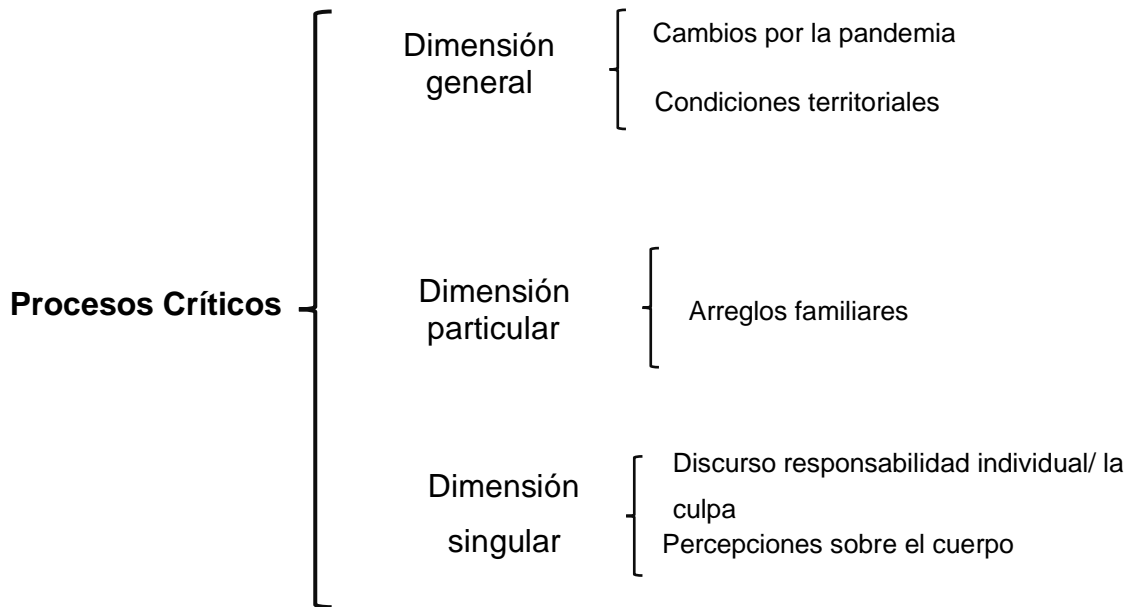 Procesos Críticos
Dimensión
general
Cambios por la pandemia
Condiciones territoriales
Dimensión
particular
Arreglos familiares
Dimensión
singular
Discurso responsabilidad individual/ la
culpa
Percepciones sobre el cuerpo